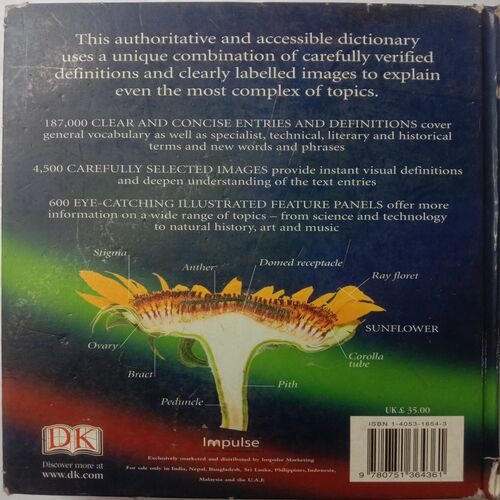 This authoritative and accessible dictionary
uses a unique combination of carefully verified
definitions and clearly labelled images to explain
even the most complex of topics.
187,000 CLEAR AND CONCISE ENTRIES AND DEFINITIONS cover
general vocabulary as well as specialist, technical, literary and historical
terms and new words and phrases
4,500 CAREFULLY SELECTED IMAGES provide instant visual definitions
and deepen understanding of the text entries
600 EYE-CATCHING ILLUSTRATED FEATURE PANELS offer more
information on a wide range of topics – from science and technology
to natural history, art and music
Stigma
Anther
Domed receptacle
Ray floret
SUNFLOWER
Ovary
Corolla
tube
Bract
Pith
Peduncle
UK £ 35.00
ISBN 1-4053-1654-3
9 780751 364361
DK
Discover more at
www.dk.com
Impulse
Exclusively marketed and distributed by Impulse Marketing
For sale only in India, Nepal, Bangladesh, Sri Lanka, Philippines, Indonesia,
Malaysia and the U.A.E